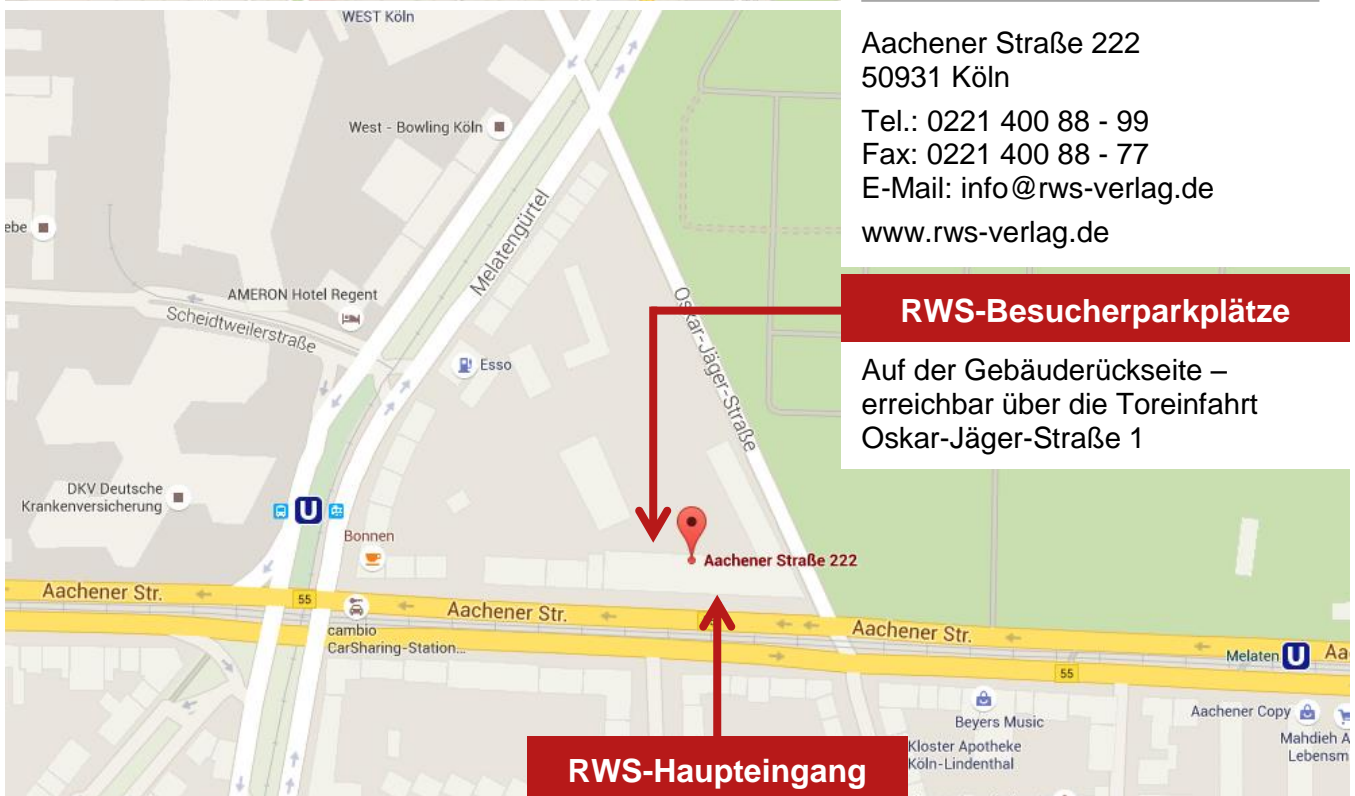 WEST Köln
West - Bowling Köln
ebe
AMERON Hotel Regent
Scheidtweilerstraße
Melatengürtel
Esso
Oskar-Jäger-Straße
DKV Deutsche
Krankenversicherung
U
Bonnen
Aachener Straße 222
Aachener Str.
55
Aachener Str.
cambio
CarSharing-Station...
Aachener Str.
55
Melaten U Aa
Beyers Music
Kloster Apotheke
Köln-Lindenthal
Aachener Copy
Mahdieh A
Lebensm
RWS-Haupteingang
Aachener Straße 222
50931 Köln
Tel.: 0221 400 88 - 99
Fax: 0221 400 88 - 77
E-Mail: info@rws-verlag.de
www.rws-verlag.de
RWS-Besucherparkplätze
Auf der Gebäuderückseite –
erreichbar über die Toreinfahrt
Oskar-Jäger-Straße 1